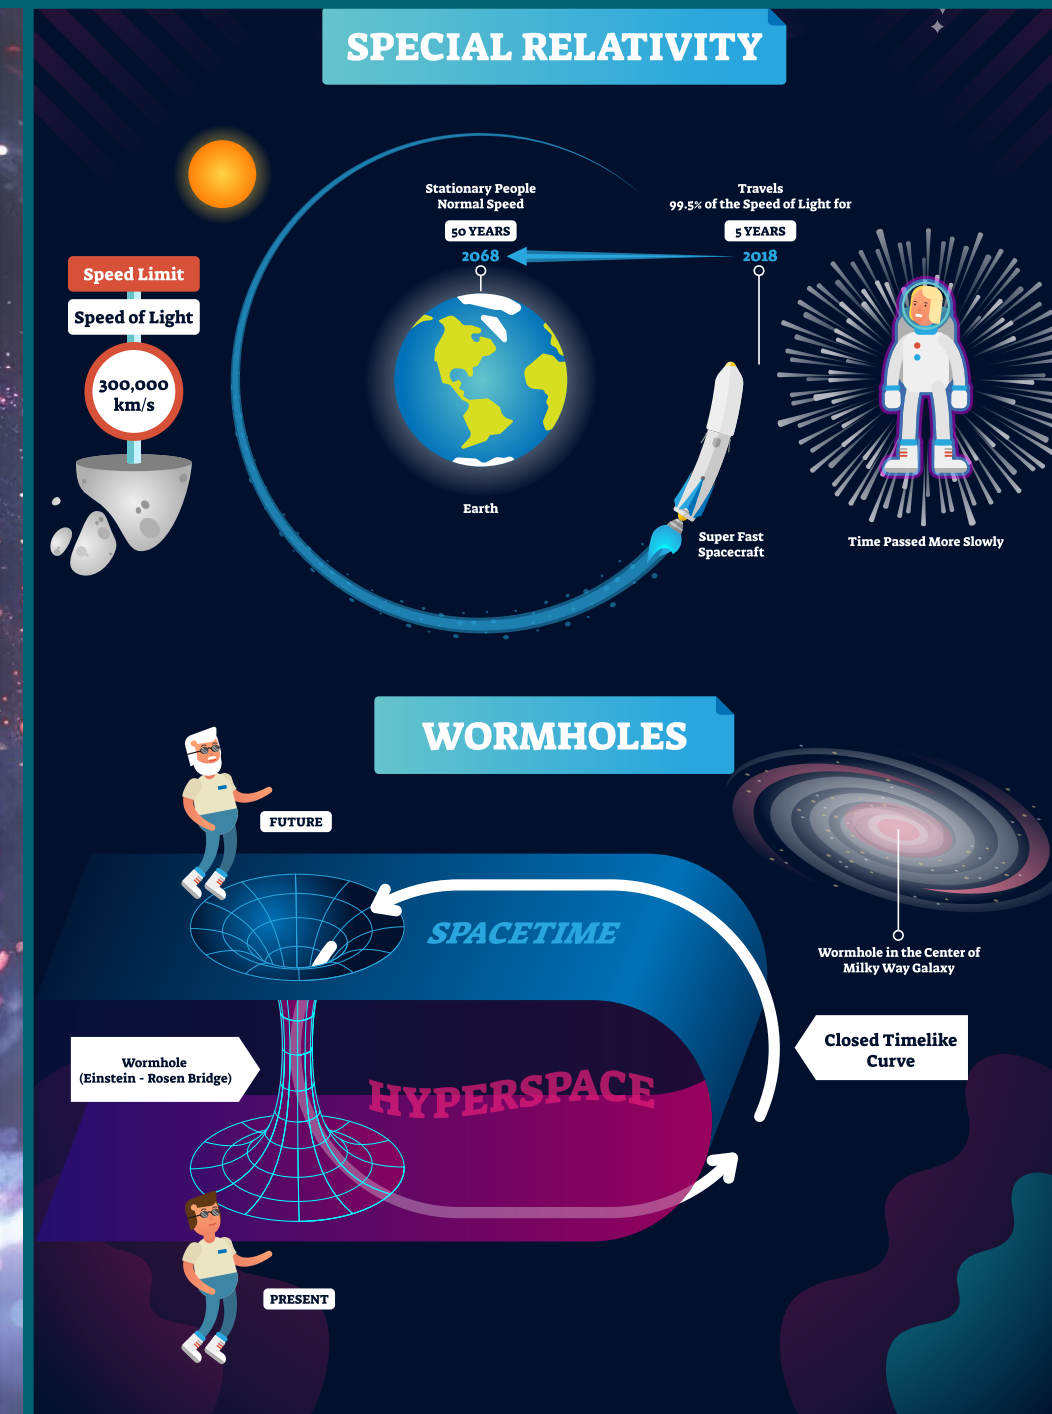 SPECIAL RELATIVITY
Stationary People
Normal Speed
50 YEARS
2068
Travels
99.5% of the Speed of Light for
5 YEARS
2018
Speed Limit
Speed of Light
300,000
km/s
Earth
Super Fast
Spacecraft
Time Passed More Slowly
WORMHOLES
FUTURE
SPACETIME
Wormhole in the Center of
Milky Way Galaxy
Closed Timelike
Curve
Wormhole
(Einstein - Rosen Bridge)
HYPERSPACE
PRESENT